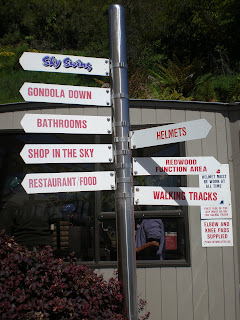 Sky Swing
GONDOLA DOWN
BATHROOMS
SHOP IN THE SKY
RESTAURANT/FOOD
HELMETS
REDWOOD
FUNCTION AREA
WALKING TRACKS
HELMET MUST
BE WORN AT
ALL TIME
ELBOW AND
KNEE PADS
SUPPLIED